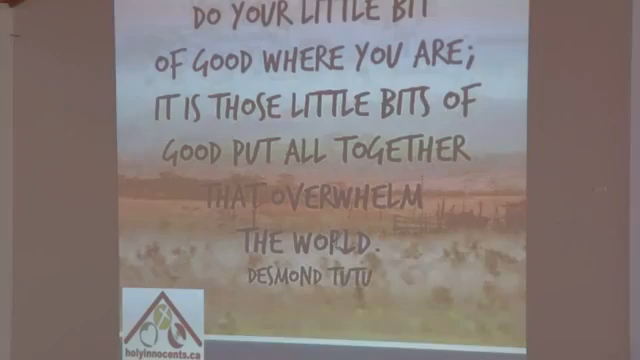 DO YOUR LITTLE BIT
OF GOOD WHERE YOU ARE;
IT IS THOSE LITTLE BITS OF
GOOD PUT ALL TOGETHER
THAT OVERWHELM
THE WORLD.
DESMOND TUTU
holyinnocents.ca